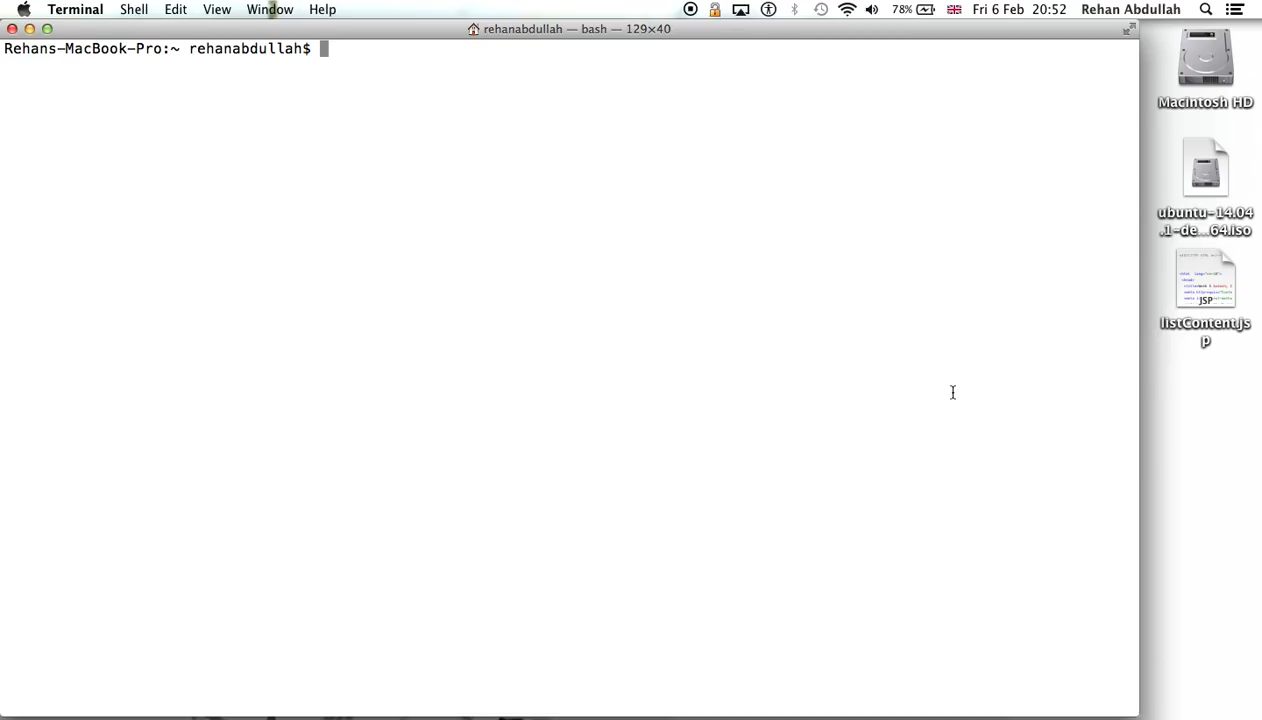 Terminal Shell Edit View Window Help 78% Fri 6 Feb 20:52 Rehan Abdullah
rehanabdullah — bash — 129×40
Rehans-MacBook-Pro:~ rehanabdullah$
Macintosh HD
ubuntu-14.04
.1-de...64.iso
JSP
listContent.js
p